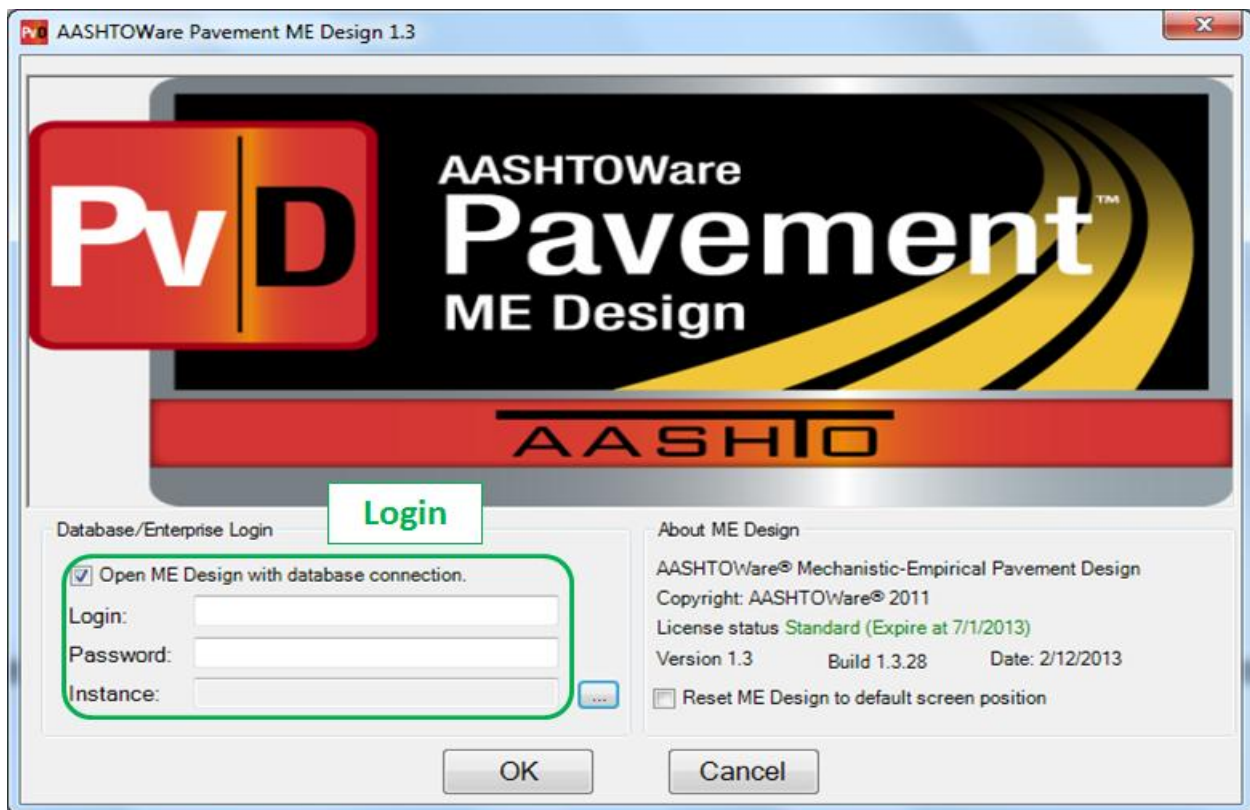 PvD AASHTOWare Pavement ME Design 1.3
PvD
AASHTOWare
Pavement™
ME Design
AASHTO
Login
Database/Enterprise Login
Open ME Design with database connection.
Login:
Password:
Instance:
...
About ME Design
AASHTOWare® Mechanistic-Empirical Pavement Design
Copyright: AASHTOWare® 2011
License status Standard (Expire at 7/1/2013)
Version 1.3 Build 1.3.28 Date: 2/12/2013
Reset ME Design to default screen position
OK Cancel